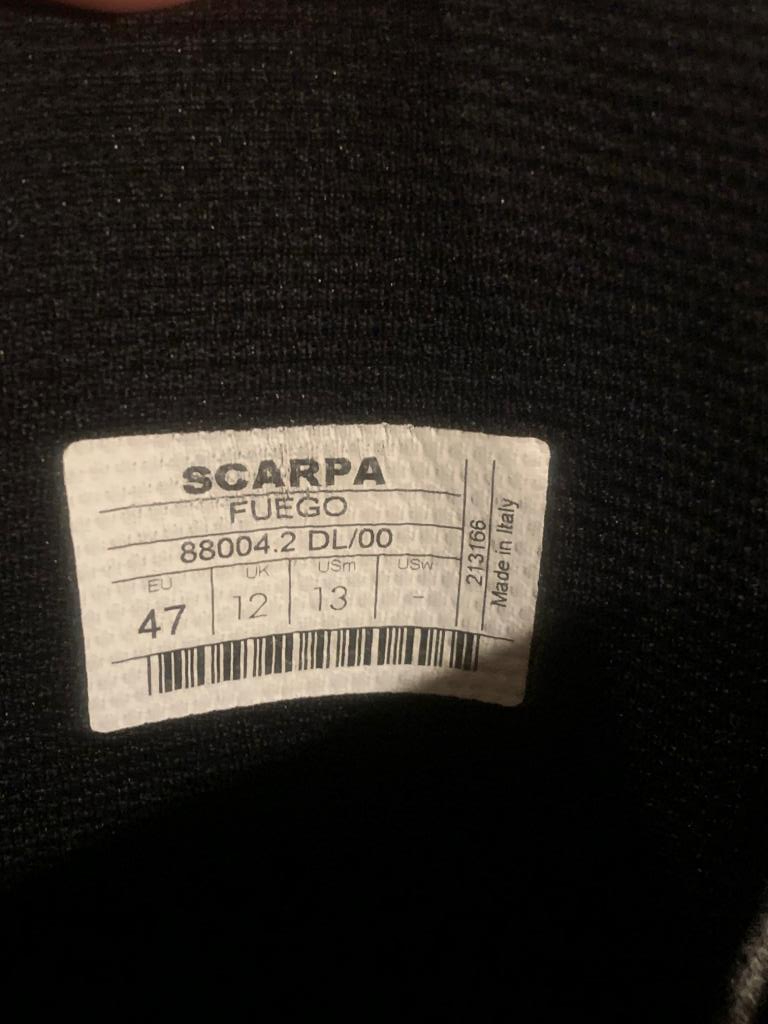 SCARPA
FUEGO
88004.2 DL/00
EU UK USm USw
47 12 13 -
213166
Made in Italy